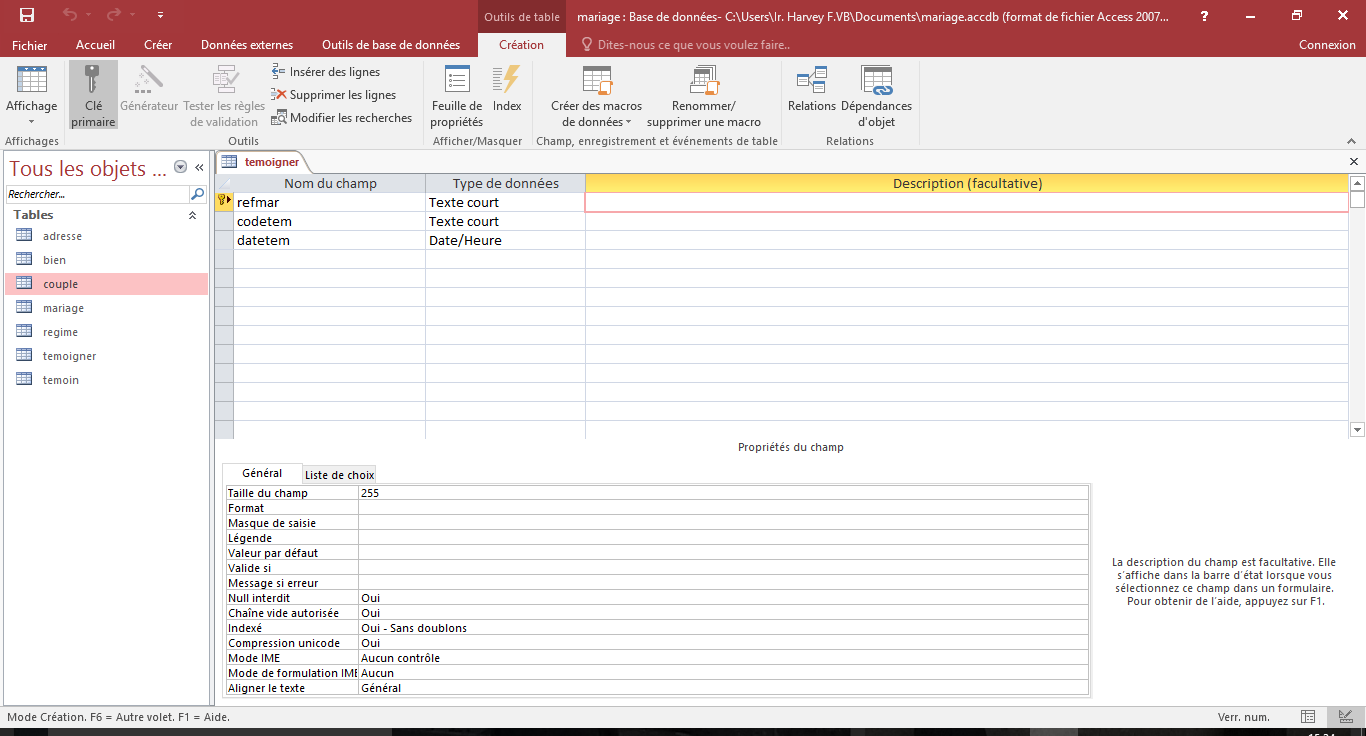 Outils de table
mariage : Base de données- C:\Users\Ir. Harvey F.VB\Documents\mariage.accdb (format de fichier Access 2007...
?
Fichier
Accueil
Créer
Données externes
Outils de base de données
Création
Dites-nous ce que vous voulez faire..
Connexion
Affichage
Clé
primaire
Générateur
Tester les règles
de validation
Insérer des lignes
Supprimer les lignes
Modifier les recherches
Feuille de
propriétés
Index
Créer des macros
de données
Renommer/
supprimer une macro
Relations
Dépendances
d'objet
Affichages
Outils
Afficher/Masquer
Champ, enregistrement et événements de table
Relations
Tous les objets ...
Rechercher...
Tables
adresse
bien
couple
mariage
regime
temoigner
temoin
temoigner
Nom du champ
Type de données
Description (facultative)
refmar
Texte court
codetem
Texte court
datetem
Date/Heure
Propriétés du champ
Général
Liste de choix
Taille du champ
255
Format
Masque de saisie
Légende
Valeur par défaut
Valide si
Message si erreur
Null interdit
Oui
Chaîne vide autorisée
Oui
Indexé
Oui - Sans doublons
Compression unicode
Oui
Mode IME
Aucun contrôle
Mode de formulation IME
Aucun
Aligner le texte
Général
La description du champ est facultative. Elle
s'affiche dans la barre d'état lorsque vous
sélectionnez ce champ dans un formulaire.
Pour obtenir de l'aide, appuyez sur F1.
Mode Création. F6 = Autre volet. F1 = Aide.
Verr. num.